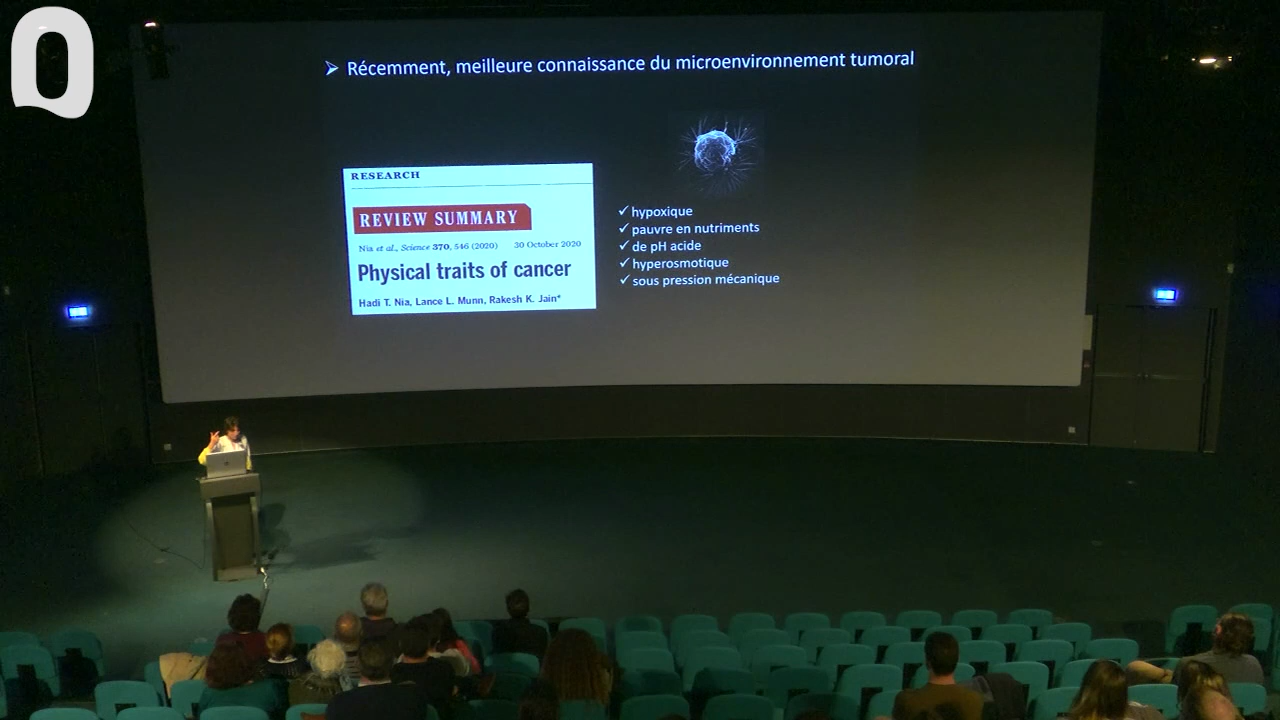 Q
➢ Récemment, meilleure connaissance du microenvironnement tumoral
RESEARCH
REVIEW SUMMARY
Nia et al., Science 370, 546 (2020) 30 October 2020
Physical traits of cancer
Hadi T. Nia, Lance L. Munn, Rakesh K. Jain*
✓ hypoxique
✓ pauvre en nutriments
✓ de pH acide
✓ hyperosmotique
✓ sous pression mécanique